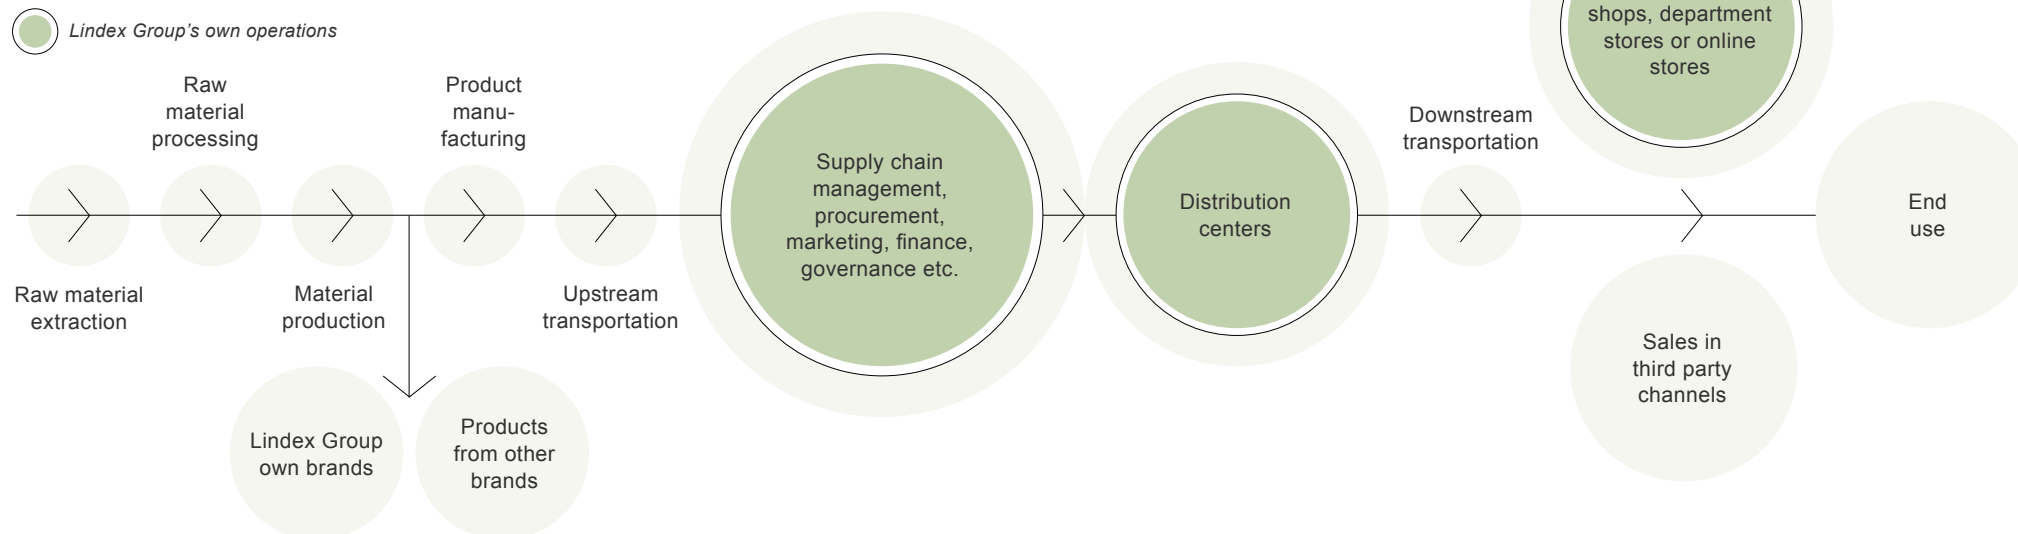 Lindex Group's own operations
shops, department
stores or online
stores
Raw
material
processing
Product
manu-
facturing
Downstream
transportation
Supply chain
management,
procurement,
marketing, finance,
governance etc.
Distribution
centers
End
use
Raw material
extraction
Material
production
Upstream
transportation
Sales in
third party
channels
Lindex Group
own brands
Products
from other
brands